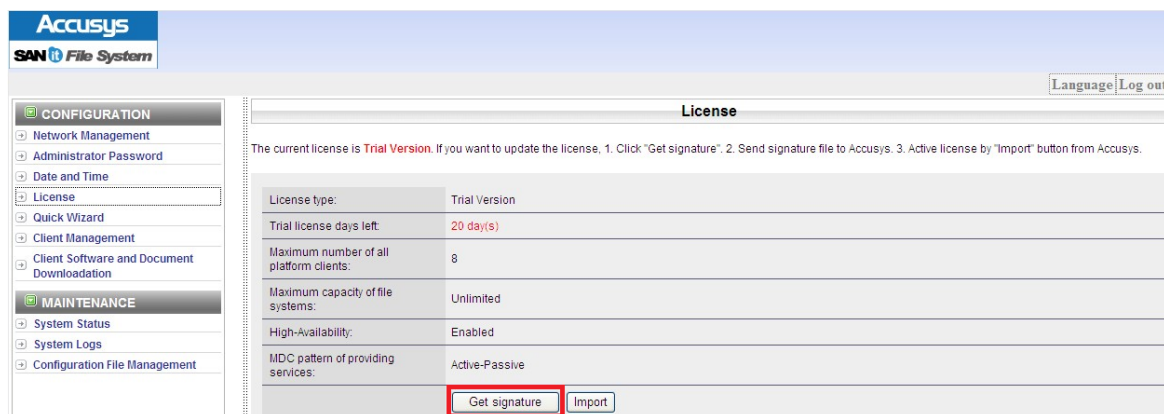 Accusys
SAN it File System
Language Log out
CONFIGURATION
Network Management
Administrator Password
Date and Time
License
Quick Wizard
Client Management
Client Software and Document
Downloadation
MAINTENANCE
System Status
System Logs
Configuration File Management
License
The current license is Trial Version. If you want to update the license, 1. Click "Get signature". 2. Send signature file to Accusys. 3. Active license by "Import" button from Accusys.
License type: Trial Version
Trial license days left: 20 day(s)
Maximum number of all
platform clients: 8
Maximum capacity of file
systems: Unlimited
High-Availability: Enabled
MDC pattern of providing
services: Active-Passive
Get signature Import